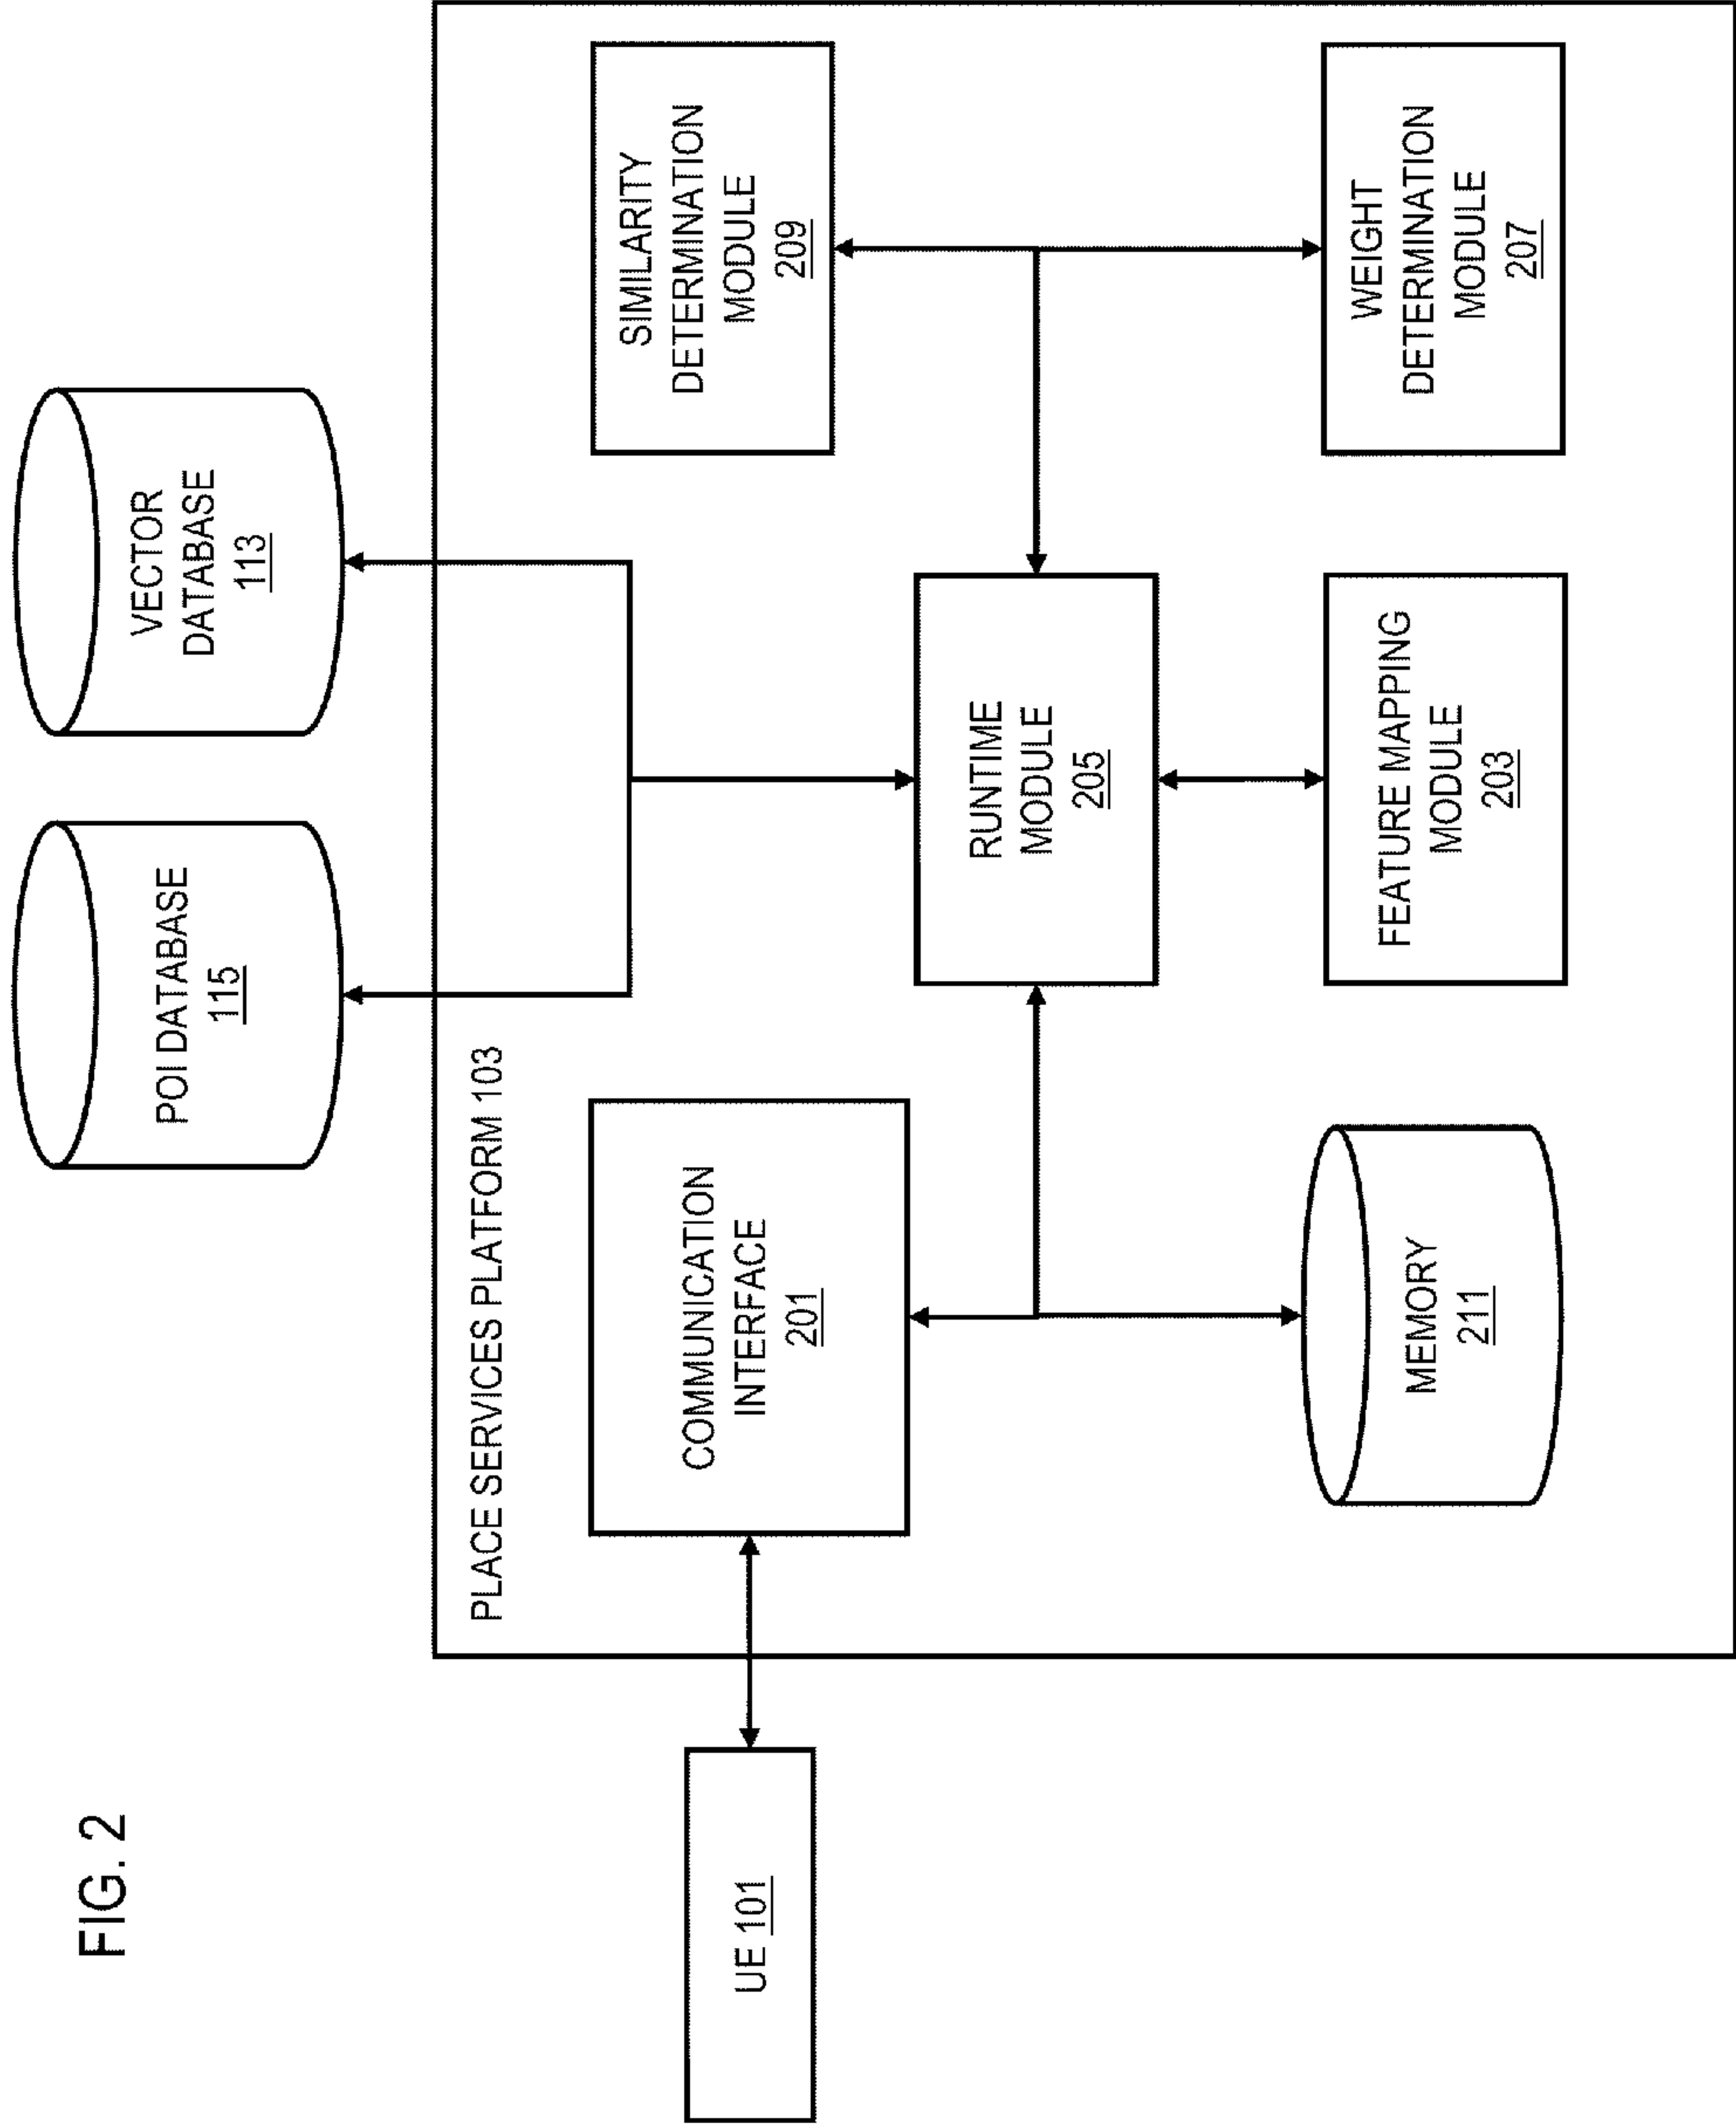 FIG. 2
POI DATABASE
115
VECTOR
DATABASE
113
PLACE SERVICES PLATFORM 103
UE 101
COMMUNICATION
INTERFACE
201
SIMILARITY
DETERMINATION
MODULE
209
RUNTIME
MODULE
205
MEMORY
211
FEATURE MAPPING
MODULE
203
WEIGHT
DETERMINATION
MODULE
207